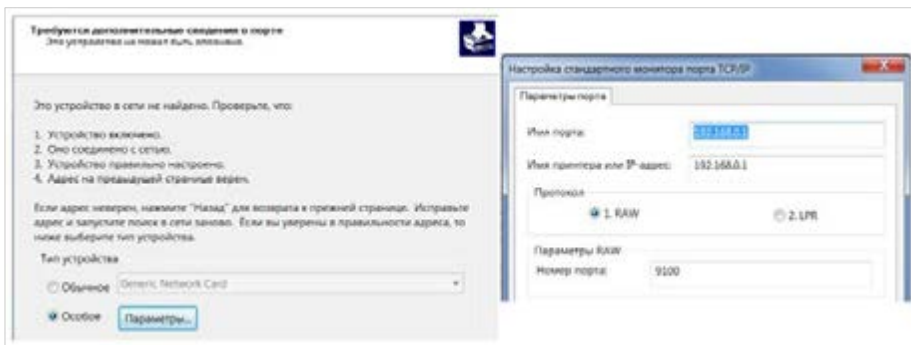 Требуются дополнительные сведения о порте
Это устройство не может быть опознано.
Это устройство в сети не найдено. Проверьте, что:
1. Устройство включено.
2. Оно соединено с сетью.
3. Устройство правильно настроено.
4. Адрес на предыдущей странице верен.
Если адрес неверен, нажмите "Назад" для возврата к прежней странице. Исправьте
адрес и запустите поиск в сети заново. Если вы уверены в правильности адреса, то
ниже выберите тип устройства.
Тип устройства
Обычное Generic Network Card
Особое Параметры...
Настройка стандартного монитора порта TCP/IP
Параметры порта
Имя порта: 192.168.0.1
Имя принтера или IP-адрес: 192.168.0.1
Протокол
1. RAW 2. LPR
Параметры RAW
Номер порта: 9100